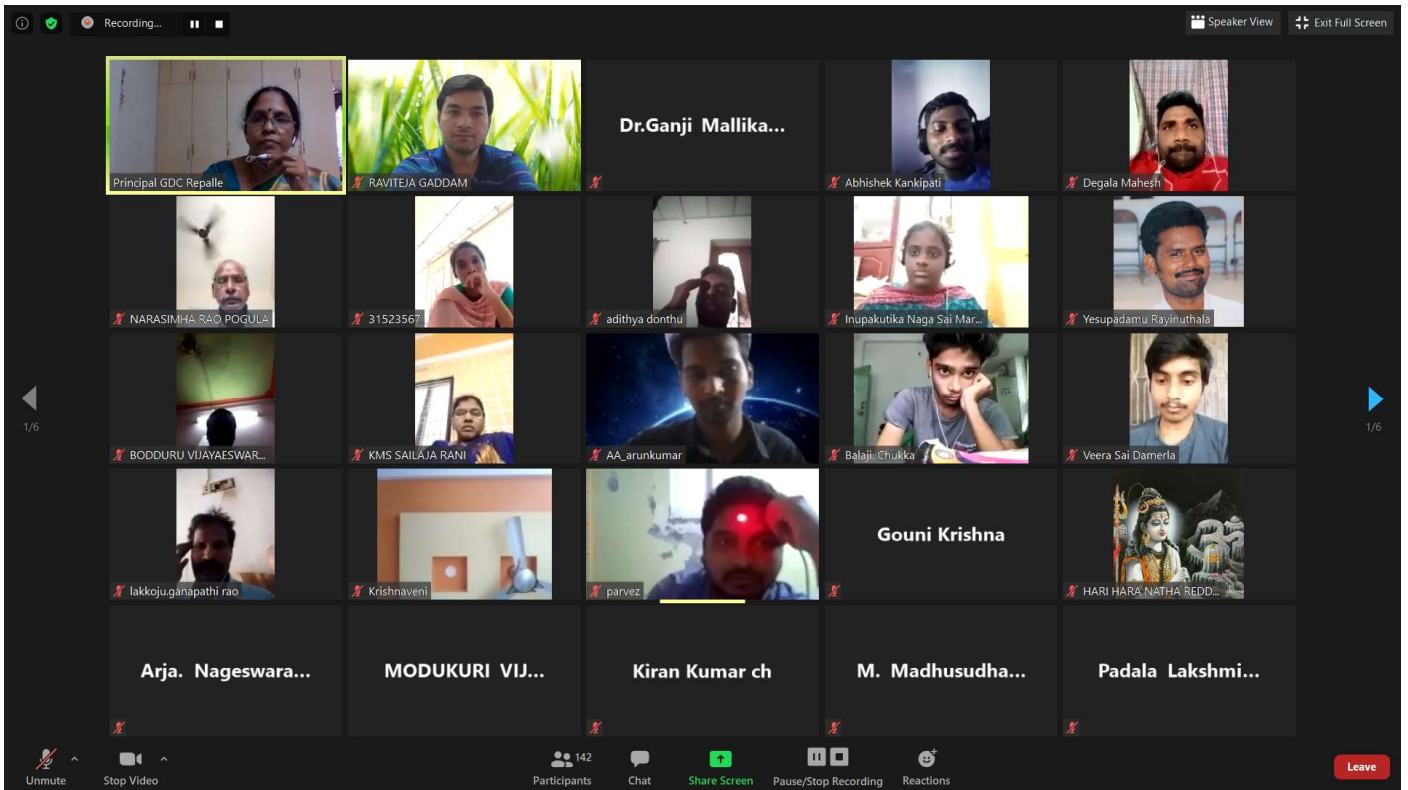 Recording...
Speaker View
Exit Full Screen
Principal GDC Repalle
RAVITEJA GADDAM
Dr.Ganji Mallika...
Abhishek Kankipati
Degala Mahesh
NARASIMHA RAO POGULA
31523567
adithya donthu
Inupakutika Naga Sai Mar...
Yesupadamu Rayinuthala
1/6
1/6
BODDURU VIJAYAESWAR...
KMS SAILAJA RANI
AA_arunkumar
Balaji. Chukka
Veera Sai Damerla
lakkoju.ganapathi rao
Krishnaveni
parvez
Gouni Krishna
HARI HARA NATHA REDD...
Arja. Nageswara...
MODUKURI VIJ...
Kiran Kumar ch
M. Madhusudha...
Padala Lakshmi...
Unmute
Stop Video
142
Participants
Chat
Share Screen
Pause/Stop Recording
Reactions
Leave